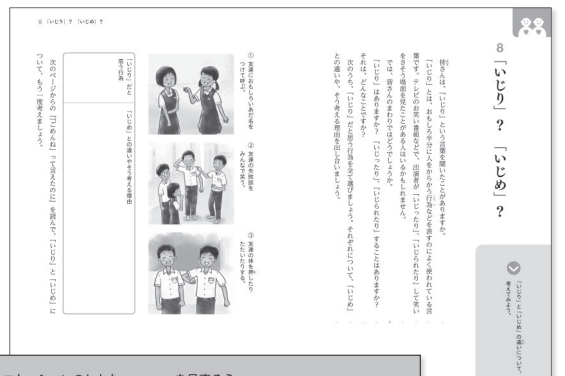 8 「いじり」？ 「いじめ」？
8
「いじり」？ 「いじめ」？
「いじり」と「いじめ」の違いについて、
考えてみよう。
皆さんは、「いじり」という言葉を聞いたことがありますか。
「いじり」とは、おもしろ半分に人をからかう行為などを表すのによく使われている言
葉です。テレビのお笑い番組などで、出演者が「いじったり」、「いじられたり」して笑い
をさそう場面を見たことがある人はいるかもしれません。
では、皆さんのまわりではどうでしょうか。
「いじり」はありますか？ 「いじったり」、「いじられたり」することはありますか？
それは、どんなことですか？
次のうち、「いじり」だと思う行為を全て選びましょう。それぞれについて、「いじめ」
との違いや、そう考える理由を出し合いましょう。
① 友達におもしろいあだ名を
つけて呼ぶ。
② 友達の失敗談を
みんなで笑う。
③ 友達の体を押したり
たたいたりする。
「いじり」だと
思う行為
「いじめ」との違いやそう考える理由
次のページからの「『ごめんね』って言えたのに」を読んで、「いじり」と「いじめ」に
ついて、もう一度考えましょう。